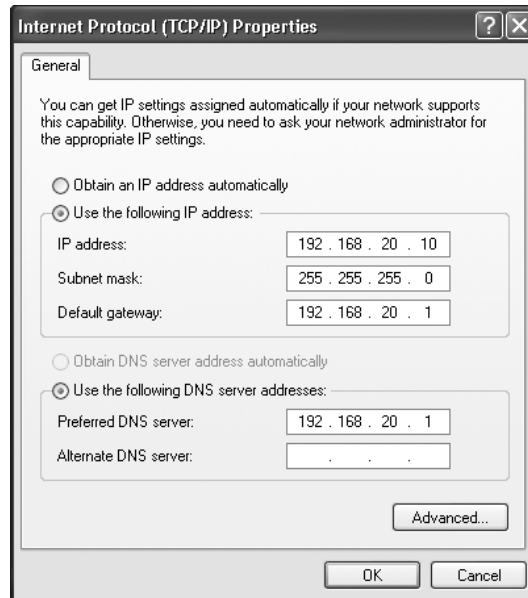 Internet Protocol (TCP/IP) Properties
General
You can get IP settings assigned automatically if your network supports
this capability. Otherwise, you need to ask your network administrator for
the appropriate IP settings.
Obtain an IP address automatically
Use the following IP address:
IP address: 192 . 168 . 20 . 10
Subnet mask: 255 . 255 . 255 . 0
Default gateway: 192 . 168 . 20 . 1
Obtain DNS server address automatically
Use the following DNS server addresses:
Preferred DNS server: 192 . 168 . 20 . 1
Alternate DNS server: . . .
Advanced...
OK Cancel